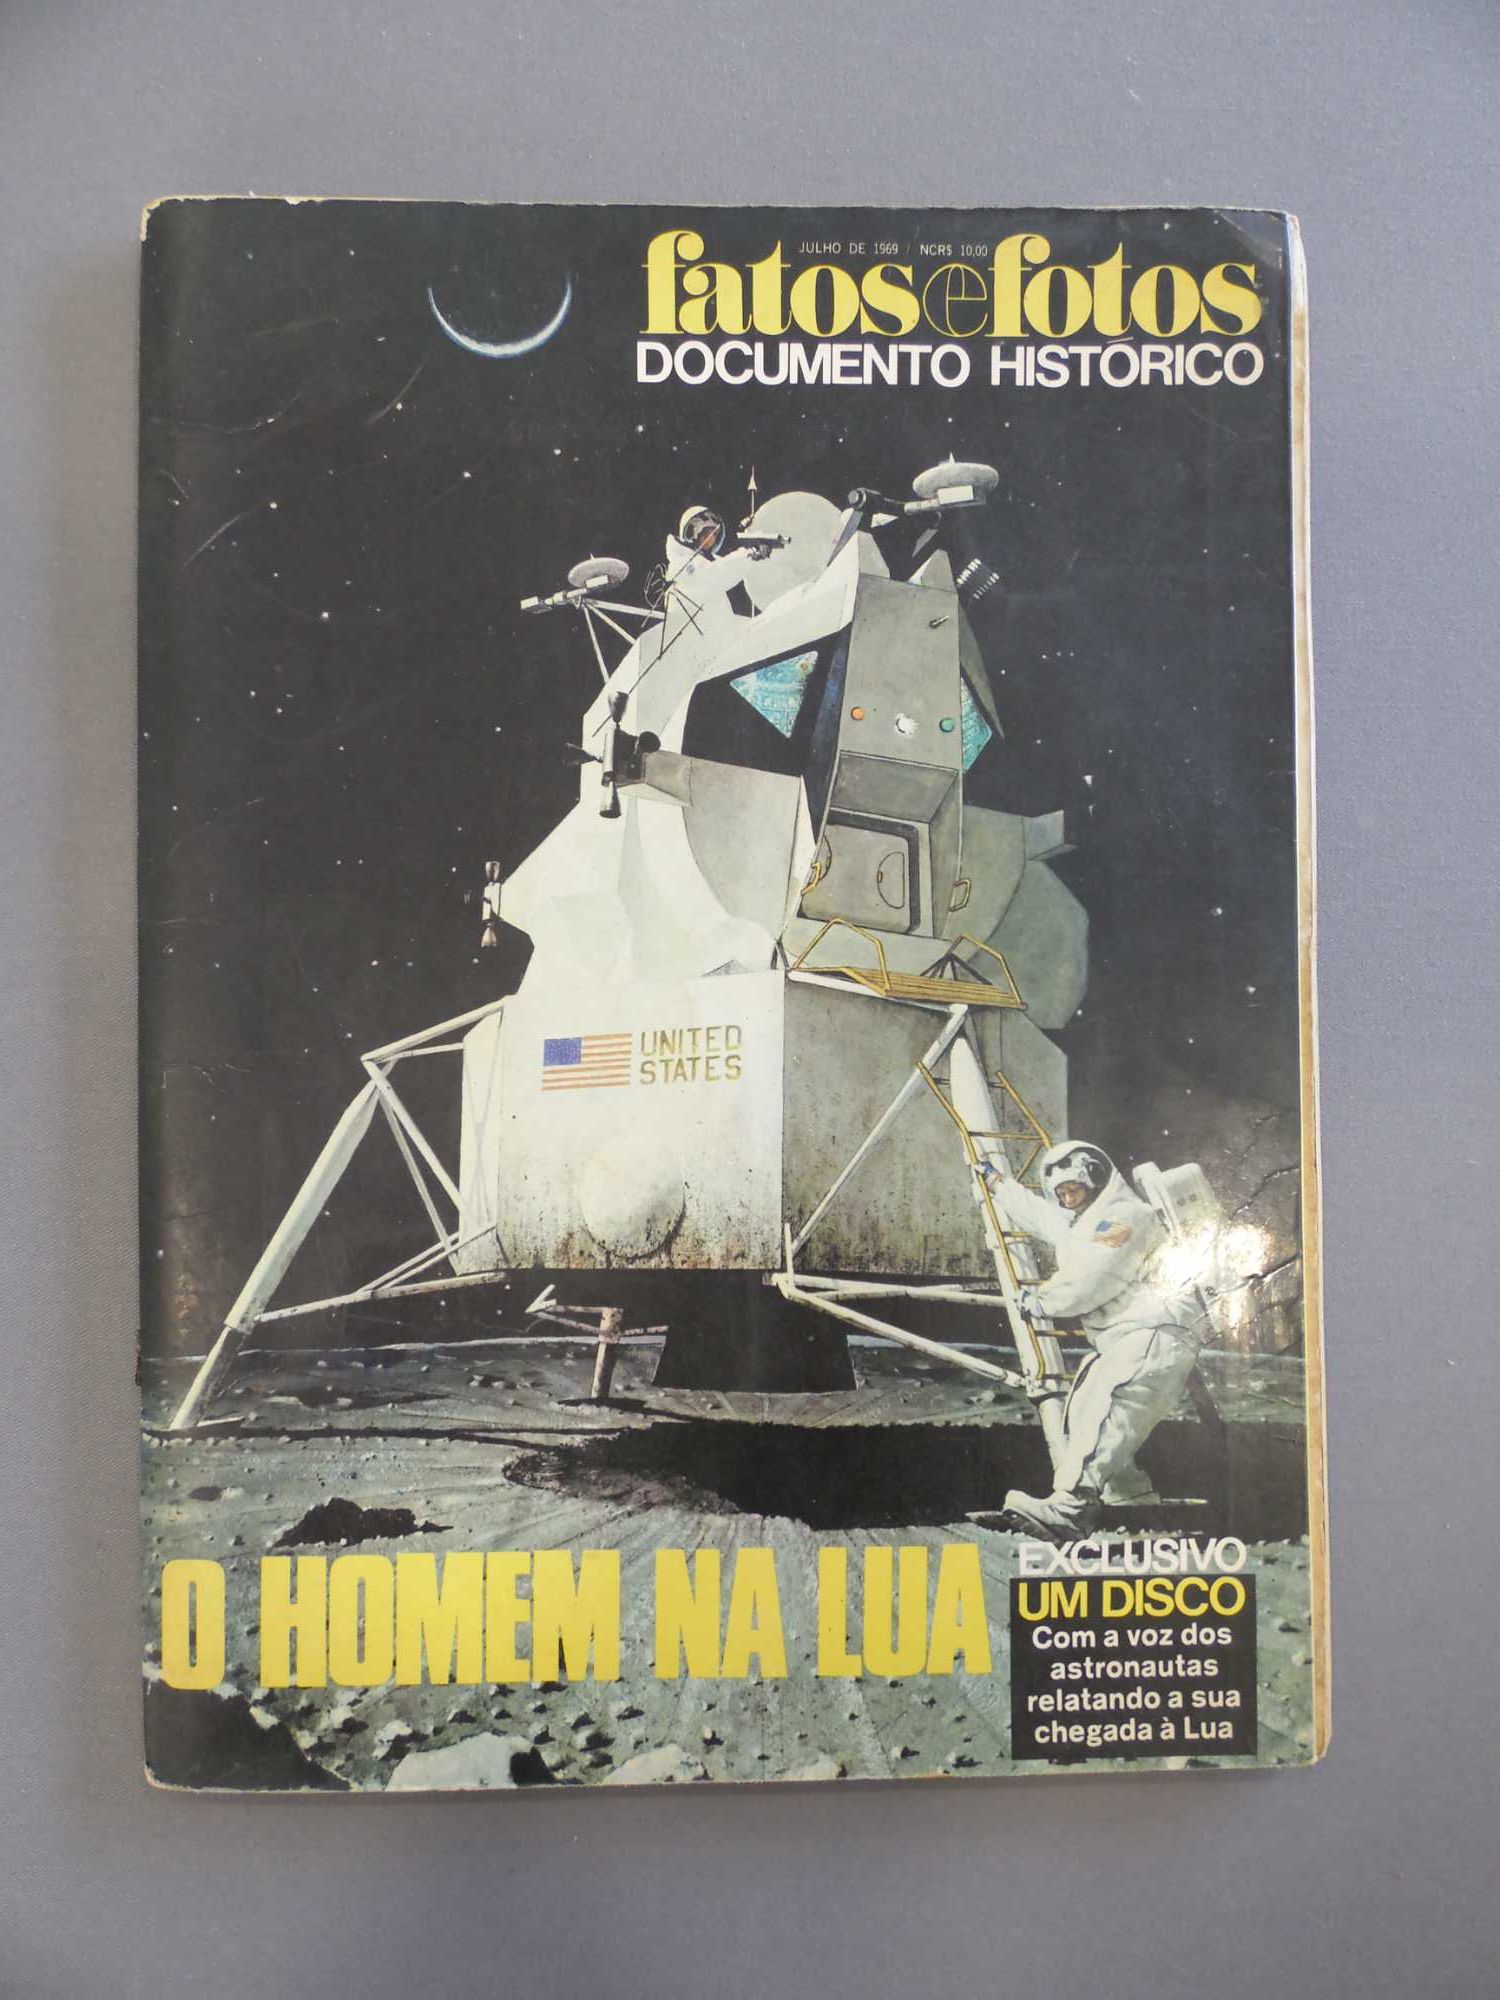 JULHO DE 1969 / NCR$ 10,00
fatosefotos
DOCUMENTO HISTÓRICO
UNITED
STATES
O HOMEM NA LUA
EXCLUSIVO
UM DISCO
Com a voz dos
astronautas
relatando a sua
chegada à Lua